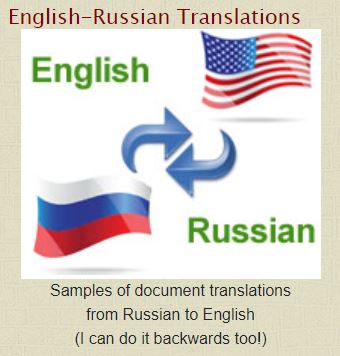 English-Russian Translations
English
Russian
Samples of document translations
from Russian to English
(I can do it backwards too!)